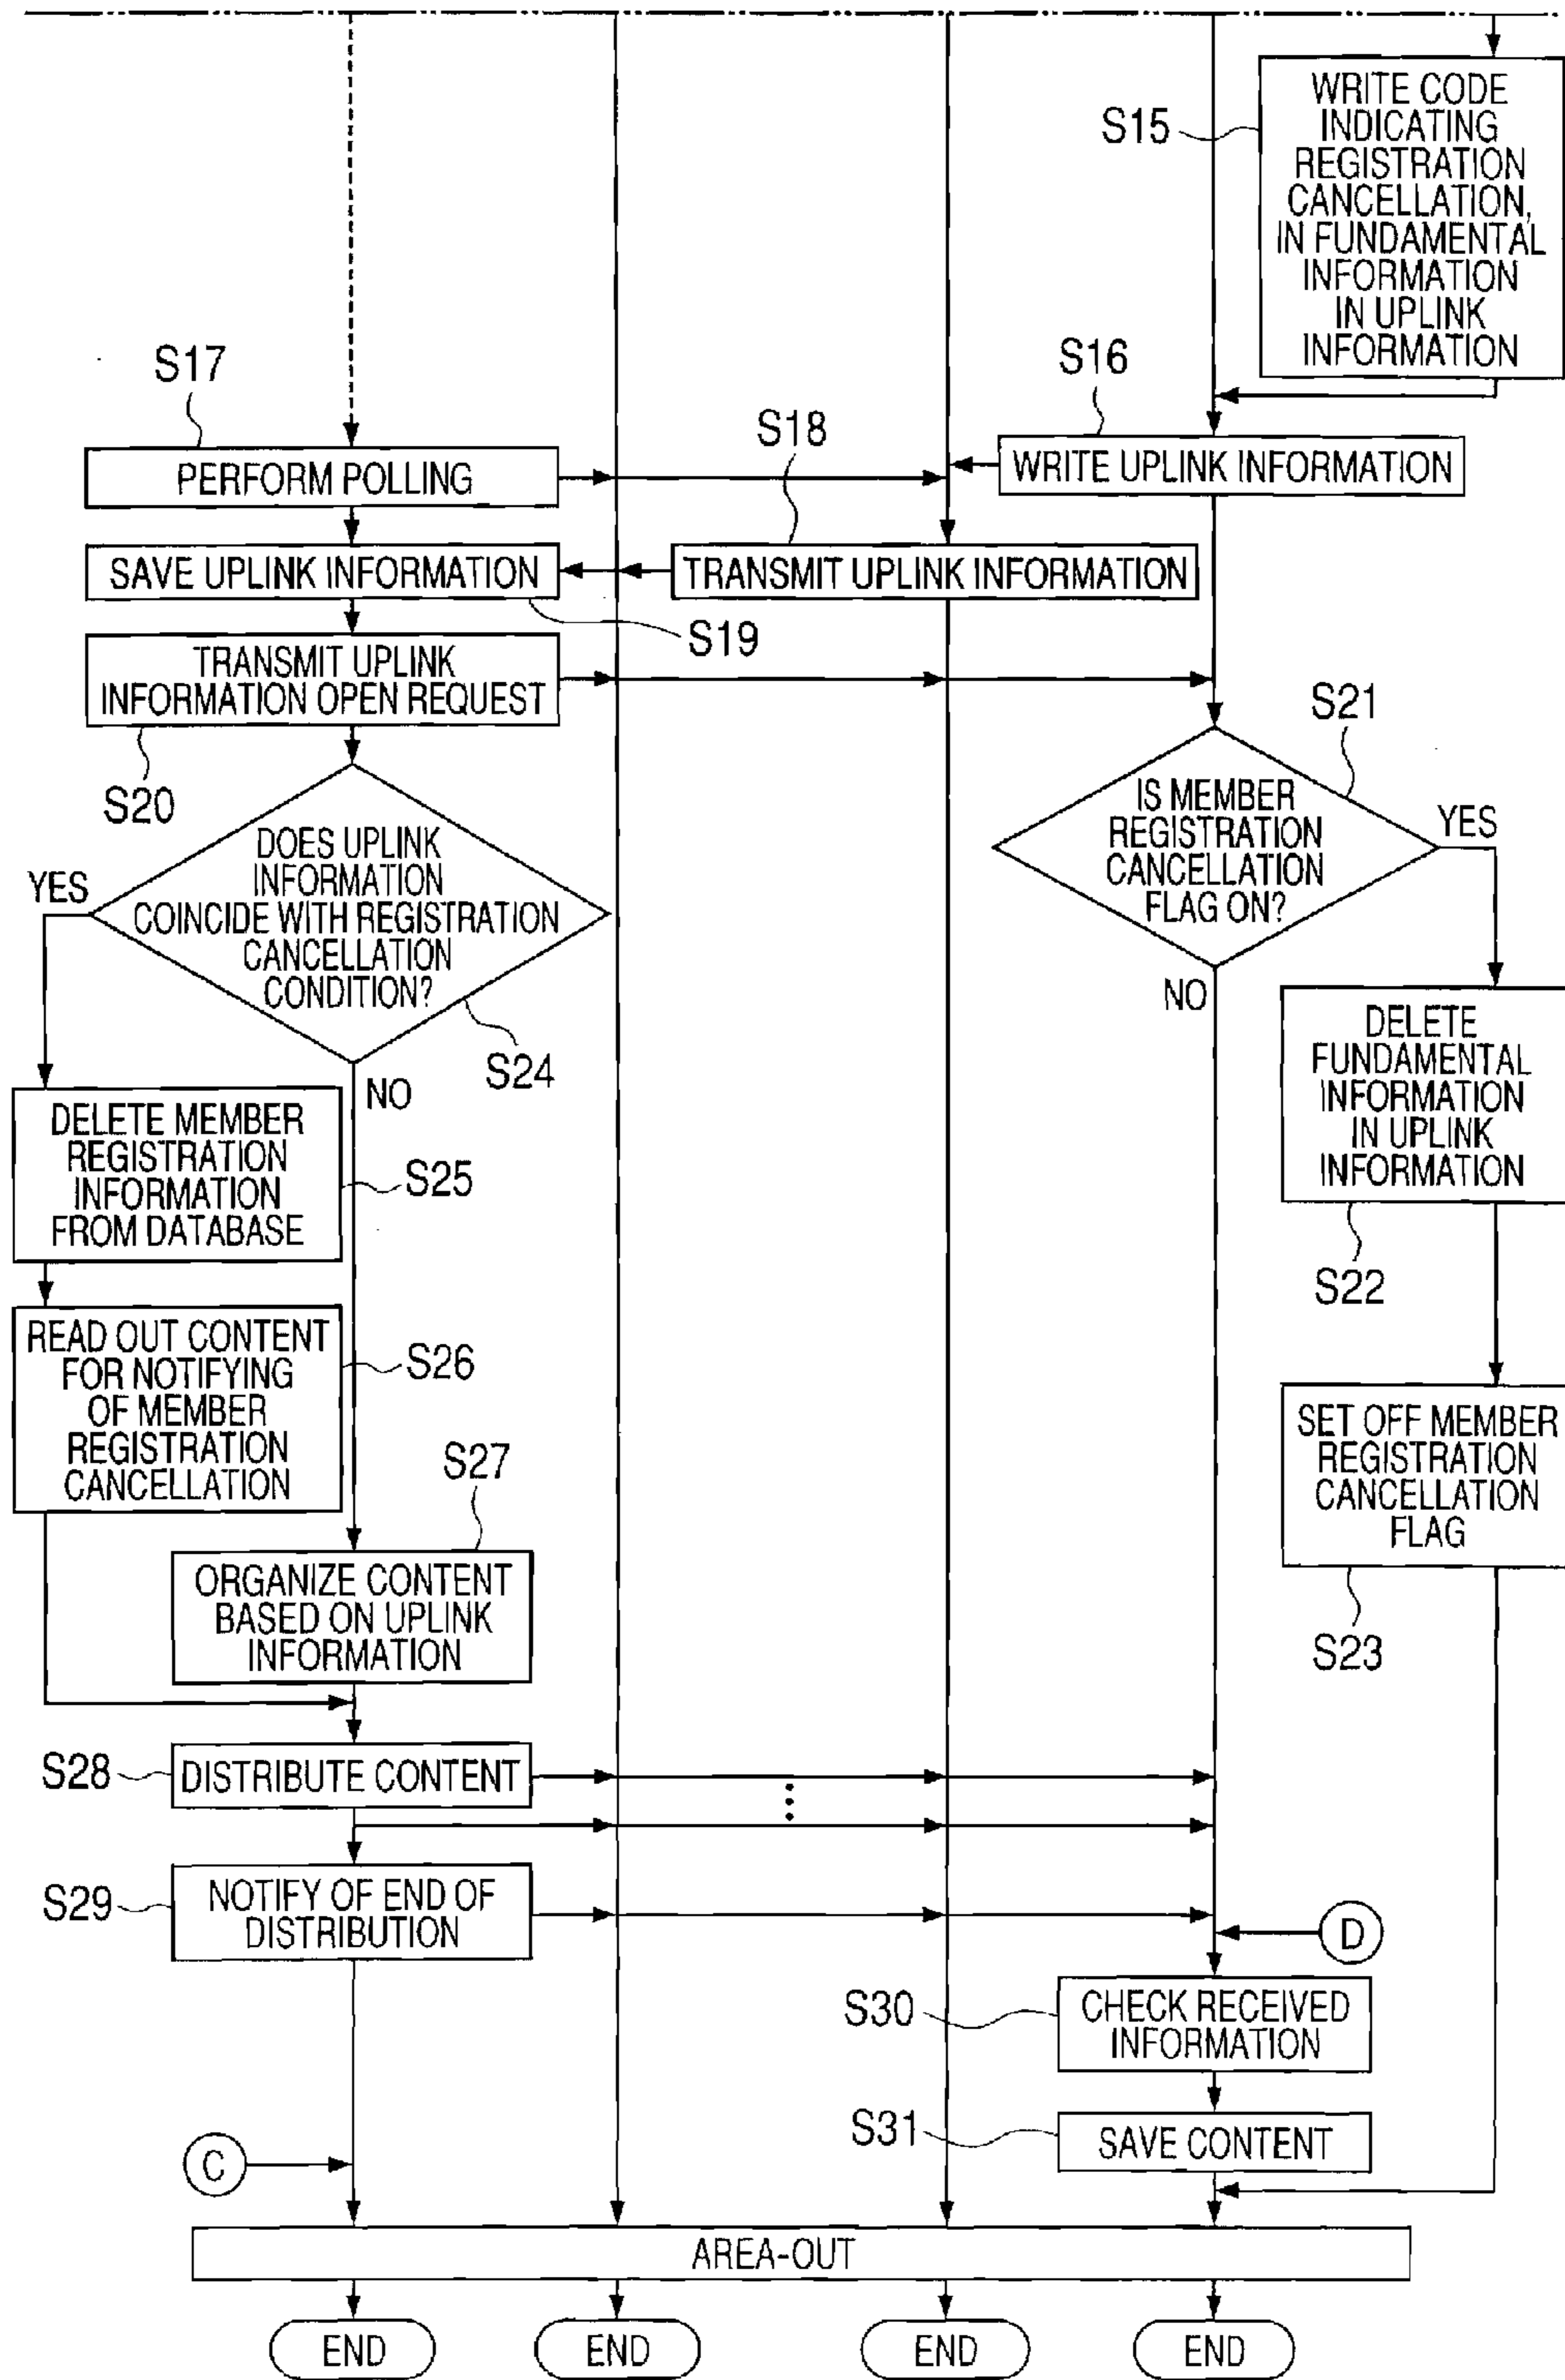 WRITE CODE
INDICATING
REGISTRATION
CANCELLATION,
IN FUNDAMENTAL
INFORMATION
IN UPLINK
INFORMATION
S15
S17
S16
S18
PERFORM POLLING
WRITE UPLINK INFORMATION
SAVE UPLINK INFORMATION
TRANSMIT UPLINK INFORMATION
S19
TRANSMIT UPLINK
INFORMATION OPEN REQUEST
S20
S21
IS MEMBER
REGISTRATION
CANCELLATION
FLAG ON?
YES
NO
DOES UPLINK
INFORMATION
COINCIDE WITH REGISTRATION
CANCELLATION
CONDITION?
YES
S24
NO
DELETE
FUNDAMENTAL
INFORMATION
IN UPLINK
INFORMATION
S22
DELETE MEMBER
REGISTRATION
INFORMATION
FROM DATABASE
S25
READ OUT CONTENT
FOR NOTIFYING
OF MEMBER
REGISTRATION
CANCELLATION
S26
SET OFF MEMBER
REGISTRATION
CANCELLATION
FLAG
S23
S27
ORGANIZE CONTENT
BASED ON UPLINK
INFORMATION
S28
DISTRIBUTE CONTENT
S29
NOTIFY OF END OF
DISTRIBUTION
D
S30
CHECK RECEIVED
INFORMATION
S31
SAVE CONTENT
C
AREA-OUT
END
END
END
END